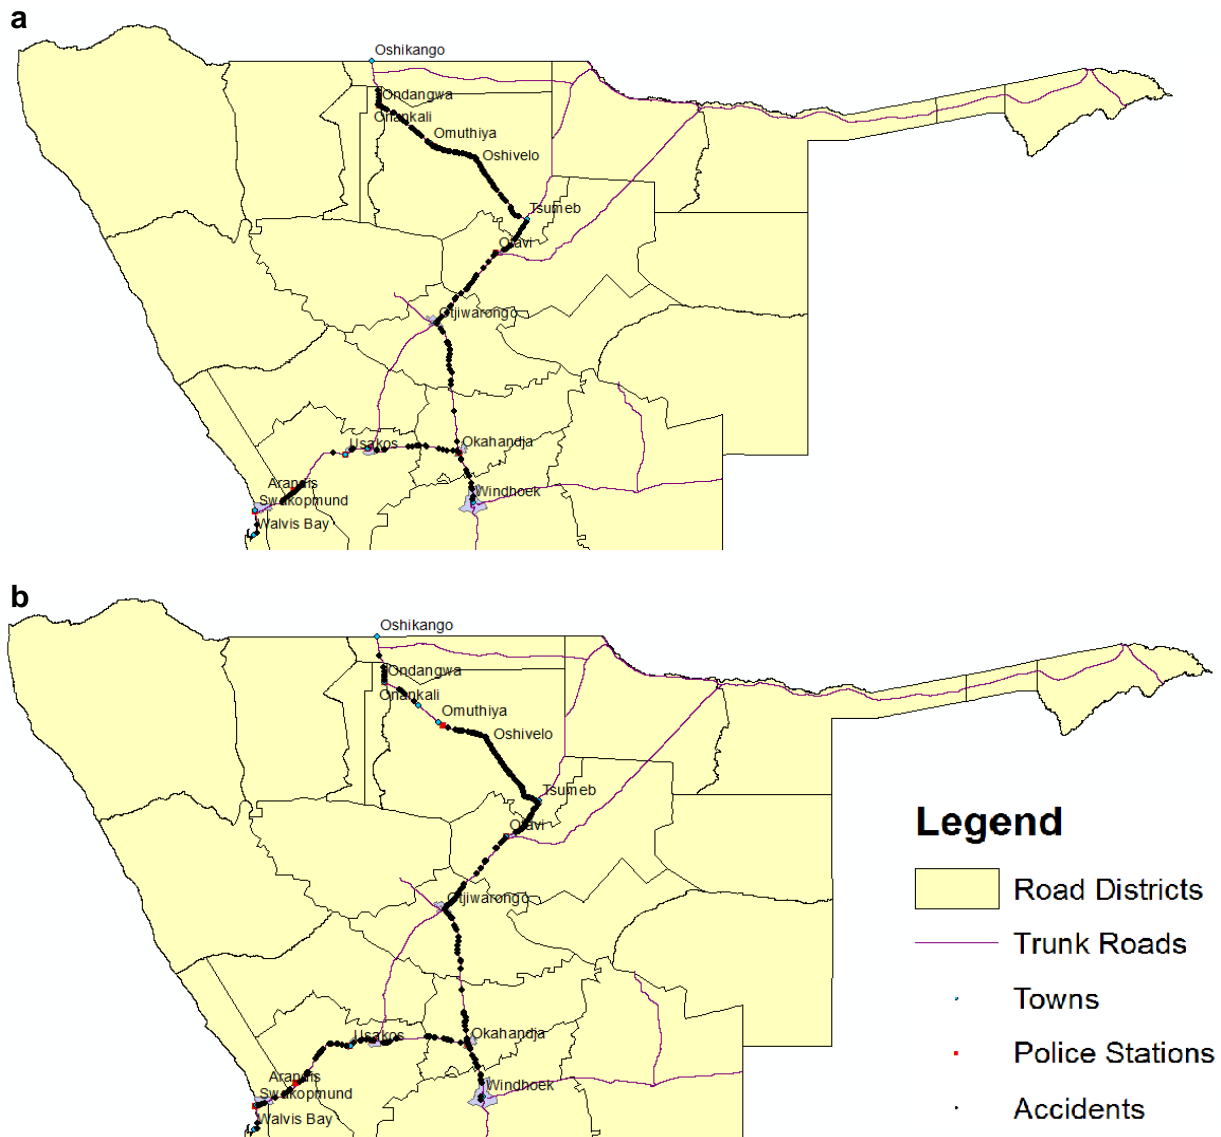 a
Oshikango
Ondangwa
Onankali
Omuthiya
Oshivelo
Tsumeb
Otavi
Otjiwarongo
Usakos
Okahandja
Arandis
Swakopmund
Windhoek
Walvis Bay
b
Oshikango
Ondangwa
Onankali
Omuthiya
Oshivelo
Tsumeb
Otavi
Otjiwarongo
Usakos
Okahandja
Arandis
Swakopmund
Windhoek
Walvis Bay
Legend
Road Districts
Trunk Roads
Towns
Police Stations
Accidents